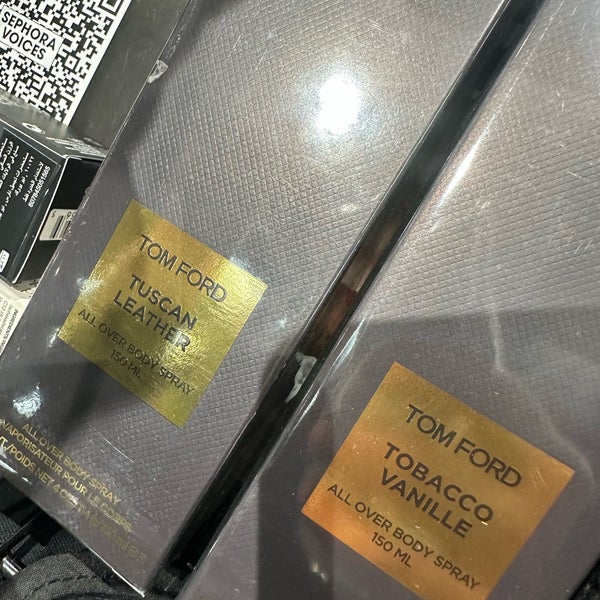 SEPHORA
VOICES
TOM FORD
TUSCAN
LEATHER
ALL OVER BODY SPRAY
150 ML
ALL OVER BODY SPRAY
VAPORISATEUR POUR LE CORPS
TOM FORD
TOBACCO
VANILLE
ALL OVER BODY SPRAY
150 ML